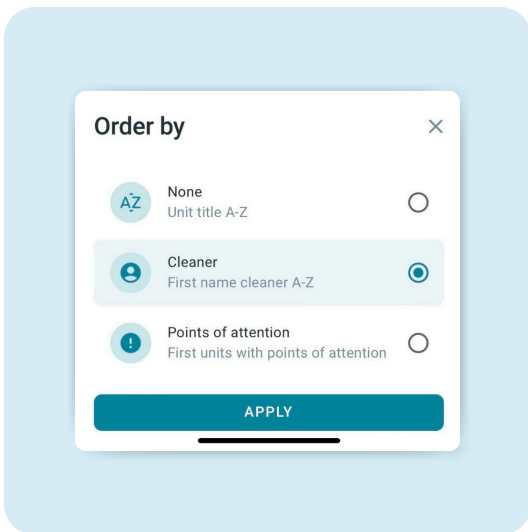 Order by
AZ
None
Unit title A-Z
Cleaner
First name cleaner A-Z
Points of attention
First units with points of attention
APPLY